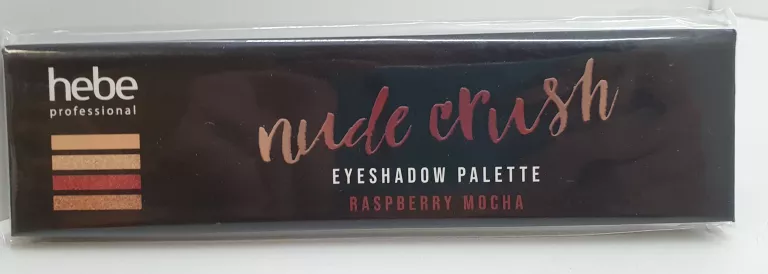 hebe
professional
nude crush
EYESHADOW PALETTE
RASPBERRY MOCHA